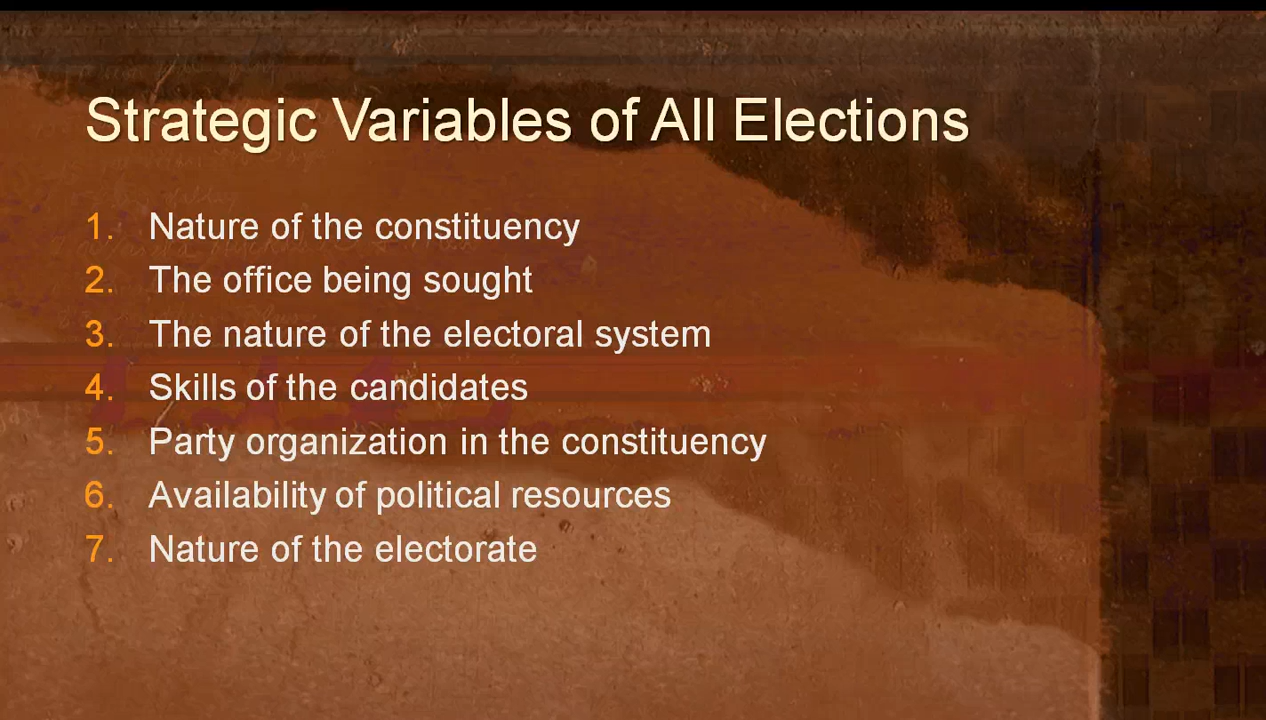 Strategic Variables of All Elections
1. Nature of the constituency
2. The office being sought
3. The nature of the electoral system
4. Skills of the candidates
5. Party organization in the constituency
6. Availability of political resources
7. Nature of the electorate